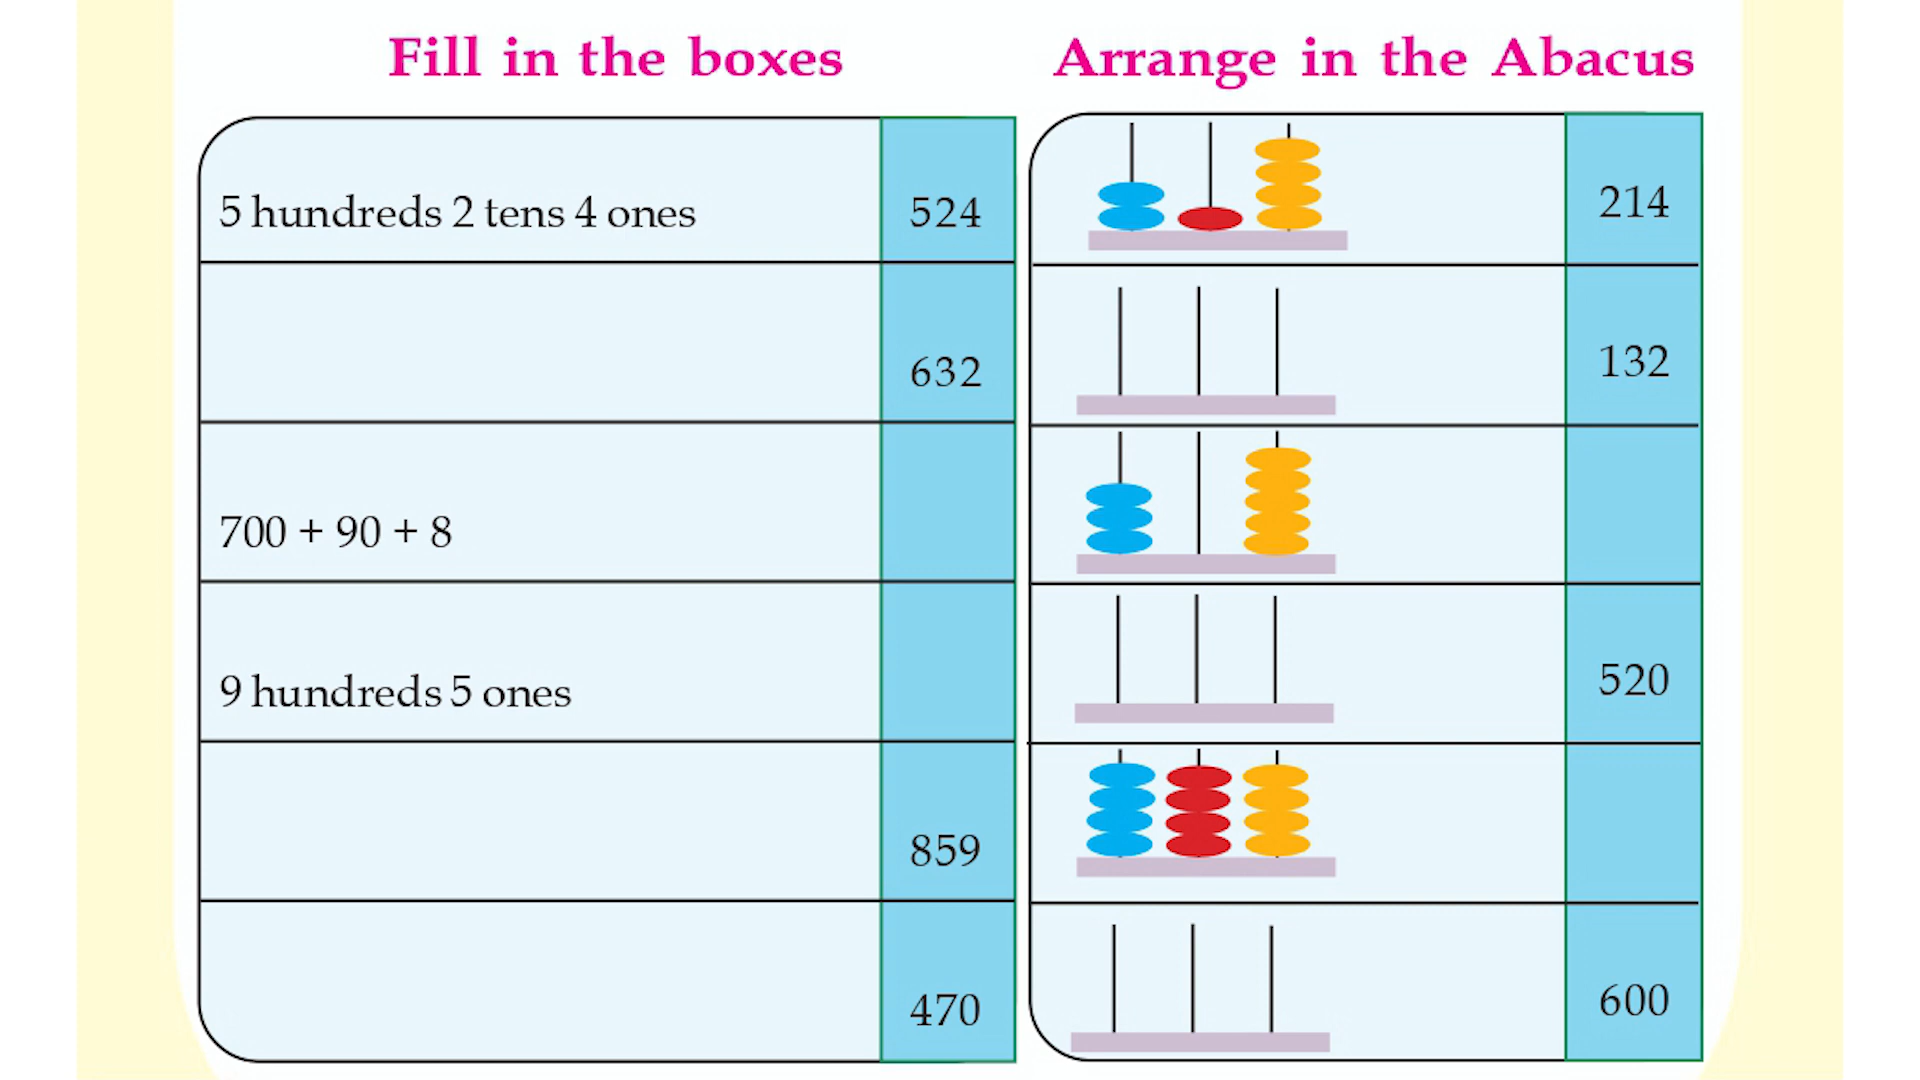 Fill in the boxes
5 hundreds 2 tens 4 ones 524
632
700 + 90 + 8
9 hundreds 5 ones
859
470
Arrange in the Abacus
214
132
520
600